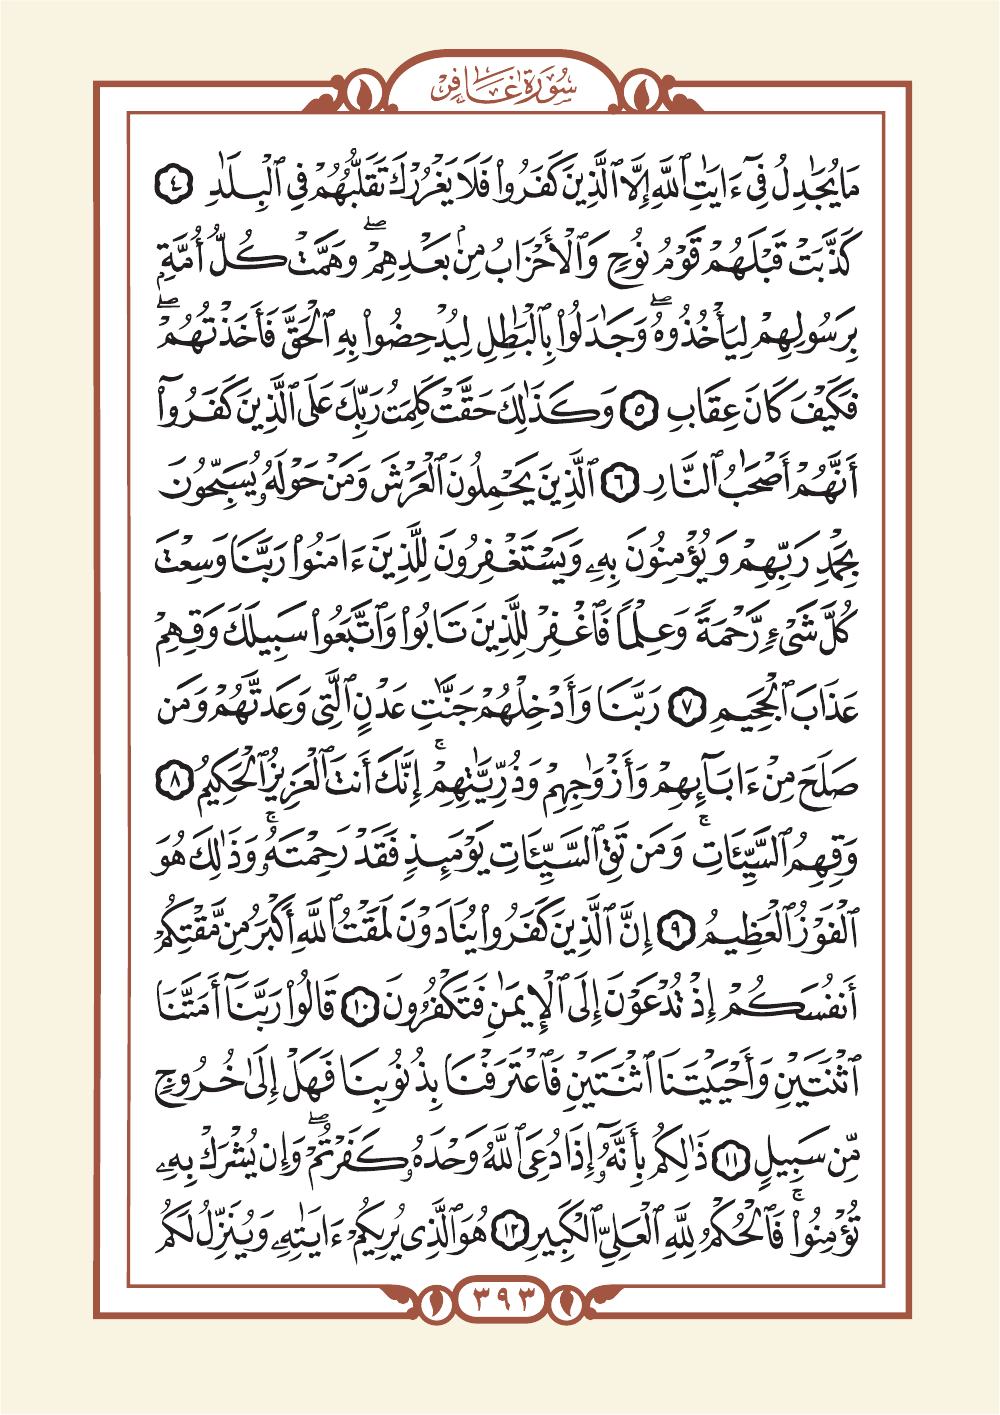 سُورَةُ غَافِرٍ
مَا يُجَٰدِلُ فِيٓ ءَايَٰتِ ٱللَّهِ إِلَّا ٱلَّذِينَ كَفَرُواْ فَلَا يَغۡرُرۡكَ تَقَلُّبُهُمۡ فِي ٱلۡبِلَٰدِ ٤
كَذَّبَتۡ قَبۡلَهُمۡ قَوۡمُ نُوحٖ وَٱلۡأَحۡزَابُ مِنۢ بَعۡدِهِمۡۖ وَهَمَّتۡ كُلُّ أُمَّةِۭ
بِرَسُولِهِمۡ لِيَأۡخُذُوهُۖ وَجَٰدَلُواْ بِٱلۡبَٰطِلِ لِيُدۡحِضُواْ بِهِ ٱلۡحَقَّ فَأَخَذۡتُهُمۡۖ
فَكَيۡفَ كَانَ عِقَابِ ٥ وَكَذَٰلِكَ حَقَّتۡ كَلِمَتُ رَبِّكَ عَلَى ٱلَّذِينَ كَفَرُوٓاْ
أَنَّهُمۡ أَصۡحَٰبُ ٱلنَّارِ ٦ ٱلَّذِينَ يَحۡمِلُونَ ٱلۡعَرۡشَ وَمَنۡ حَوۡلَهُۥ يُسَبِّحُونَ
بِحَمۡدِ رَبِّهِمۡ وَيُؤۡمِنُونَ بِهِۦ وَيَسۡتَغۡفِرُونَ لِلَّذِينَ ءَامَنُواْ رَبَّنَا وَسِعۡتَ
كُلَّ شَيۡءٖ رَّحۡمَةٗ وَعِلۡمٗا فَٱغۡفِرۡ لِلَّذِينَ تَابُواْ وَٱتَّبَعُواْ سَبِيلَكَ وَقِهِمۡ
عَذَابَ ٱلۡجَحِيمِ ٧ رَبَّنَا وَأَدۡخِلۡهُمۡ جَنَّٰتِ عَدۡنٍ ٱلَّتِي وَعَدتَّهُمۡ وَمَن
صَلَحَ مِنۡ ءَابَآئِهِمۡ وَأَزۡوَٰجِهِمۡ وَذُرِّيَّٰتِهِمۡۚ إِنَّكَ أَنتَ ٱلۡعَزِيزُ ٱلۡحَكِيمُ ٨
وَقِهِمُ ٱلسَّيِّـَٔاتِۚ وَمَن تَقِ ٱلسَّيِّـَٔاتِ يَوۡمَئِذٖ فَقَدۡ رَحِمۡتَهُۥۚ وَذَٰلِكَ هُوَ
ٱلۡفَوۡزُ ٱلۡعَظِيمُ ٩ إِنَّ ٱلَّذِينَ كَفَرُواْ يُنَادَوۡنَ لَمَقۡتُ ٱللَّهِ أَكۡبَرُ مِن مَّقۡتِكُمۡ
أَنفُسَكُمۡ إِذۡ تُدۡعَوۡنَ إِلَى ٱلۡإِيمَٰنِ فَتَكۡفُرُونَ ١٠ قَالُواْ رَبَّنَآ أَمَتَّنَا
ٱثۡنَتَيۡنِ وَأَحۡيَيۡتَنَا ٱثۡنَتَيۡنِ فَٱعۡتَرَفۡنَا بِذُنُوبِنَا فَهَلۡ إِلَىٰ خُرُوجٖ
مِّن سَبِيلٖ ١١ ذَٰلِكُم بِأَنَّهُۥٓ إِذَا دُعِيَ ٱللَّهُ وَحۡدَهُۥ كَفَرۡتُمۡۖ وَإِن يُشۡرَكۡ بِهِۦ
تُؤۡمِنُواْۚ فَٱلۡحُكۡمُ لِلَّهِ ٱلۡعَلِيِّ ٱلۡكَبِيرِ ١٢ هُوَ ٱلَّذِي يُرِيكُمۡ ءَايَٰتِهِۦ وَيُنَزِّلُ لَكُم
٣٩٣